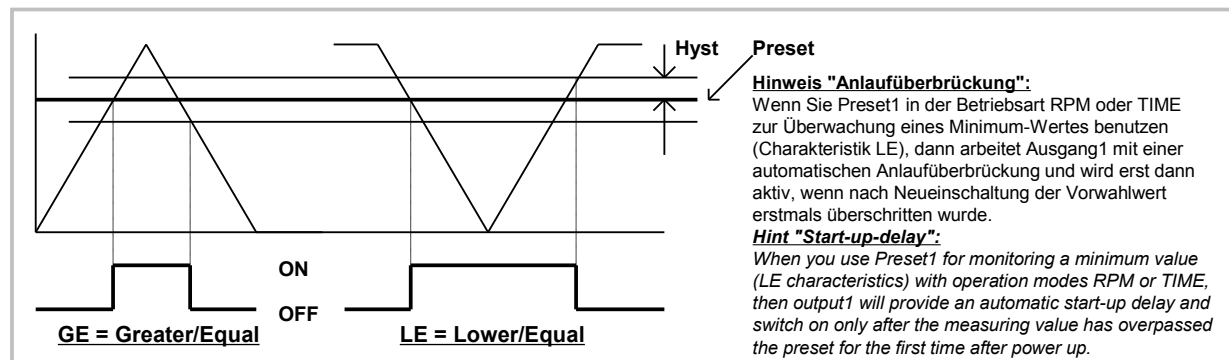 Hyst
Preset
Hinweis "Anlaufüberbrückung":
Wenn Sie Preset1 in der Betriebsart RPM oder TIME
zur Überwachung eines Minimum-Wertes benutzen
(Charakteristik LE), dann arbeitet Ausgang1 mit einer
automatischen Anlaufüberbrückung und wird erst dann
aktiv, wenn nach Neueinschaltung der Vorwahlwert
erstmals überschritten wurde.
Hint "Start-up-delay":
When you use Preset1 for monitoring a minimum value
(LE characteristics) with operation modes RPM or TIME,
then output1 will provide an automatic start-up delay and
switch on only after the measuring value has overpassed
the preset for the first time after power up.
ON
OFF
GE = Greater/Equal
LE = Lower/Equal